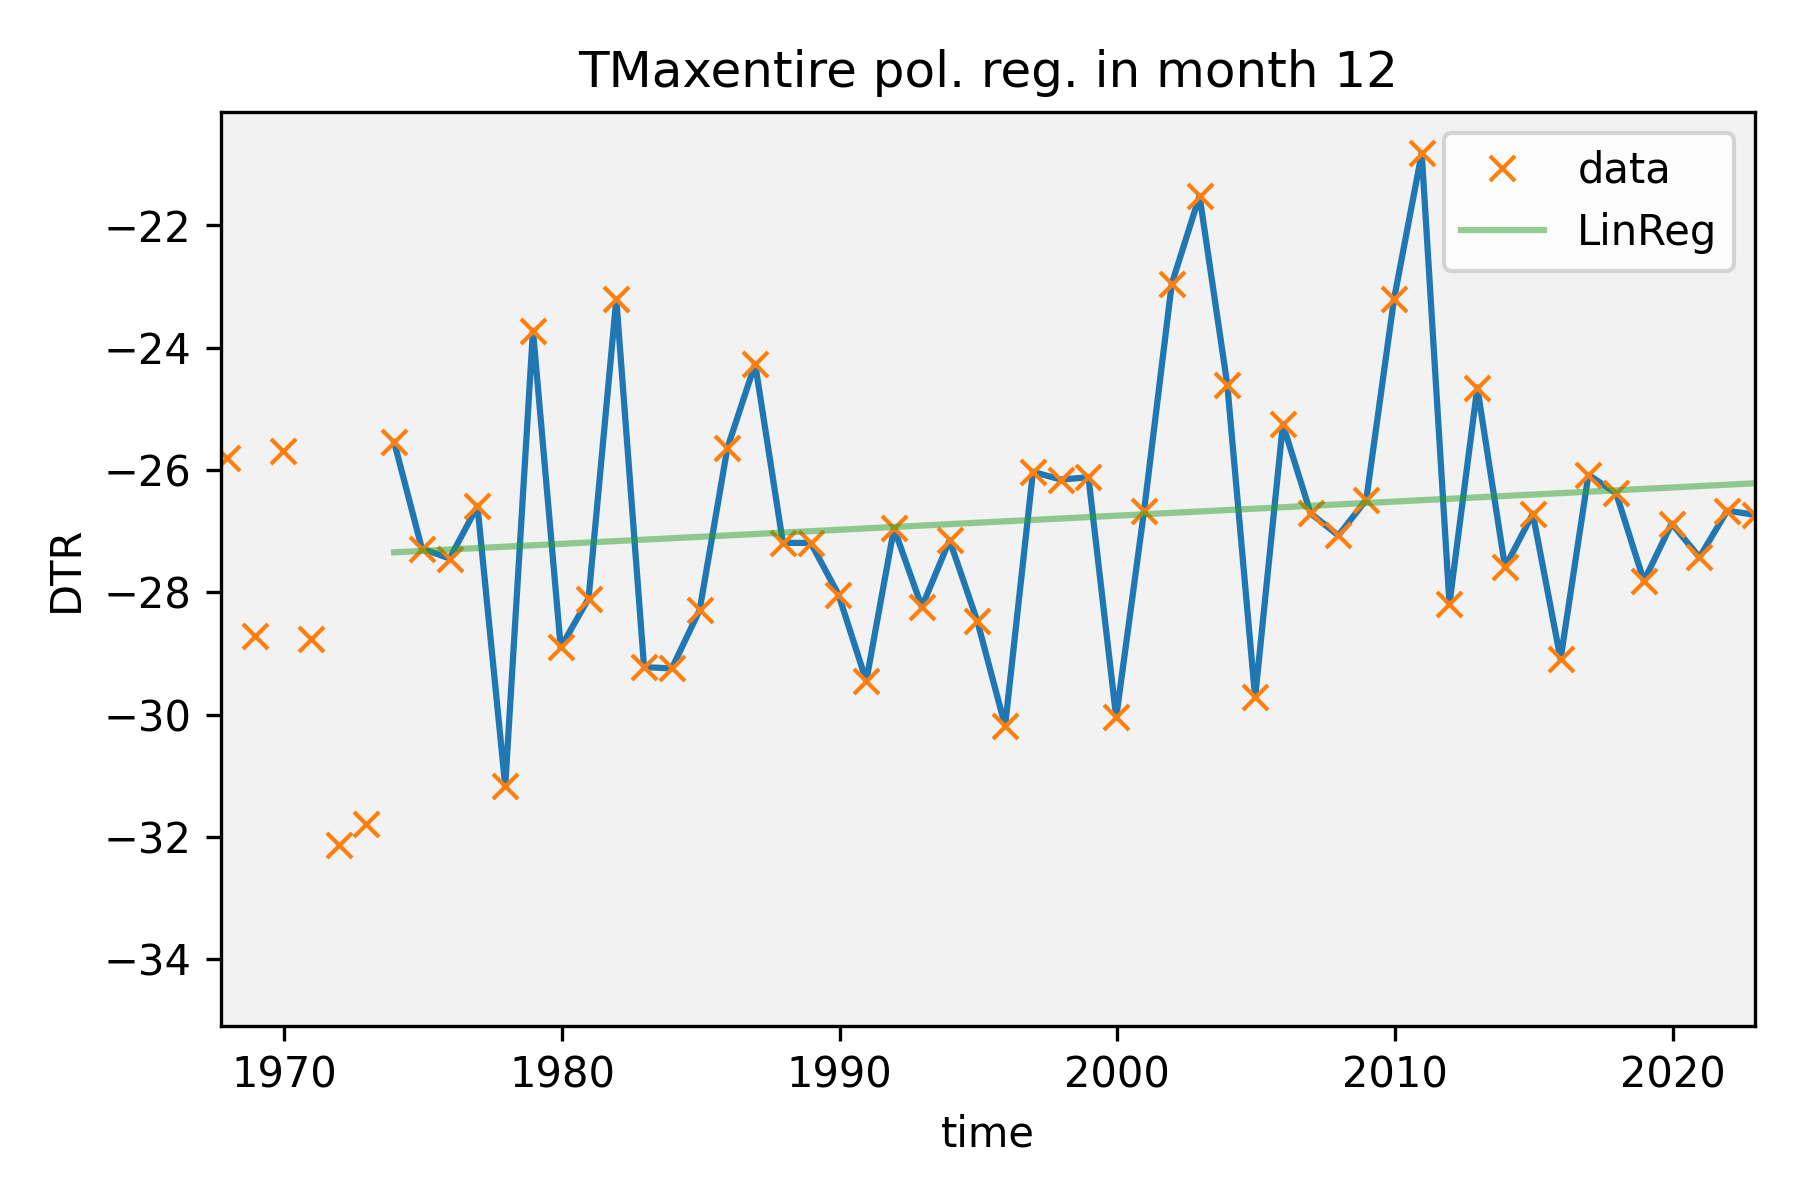 TMaxentire pol. reg. in month 12
data
LinReg
DTR
−22
−24
−26
−28
−30
−32
−34
1970 1980 1990 2000 2010 2020
time